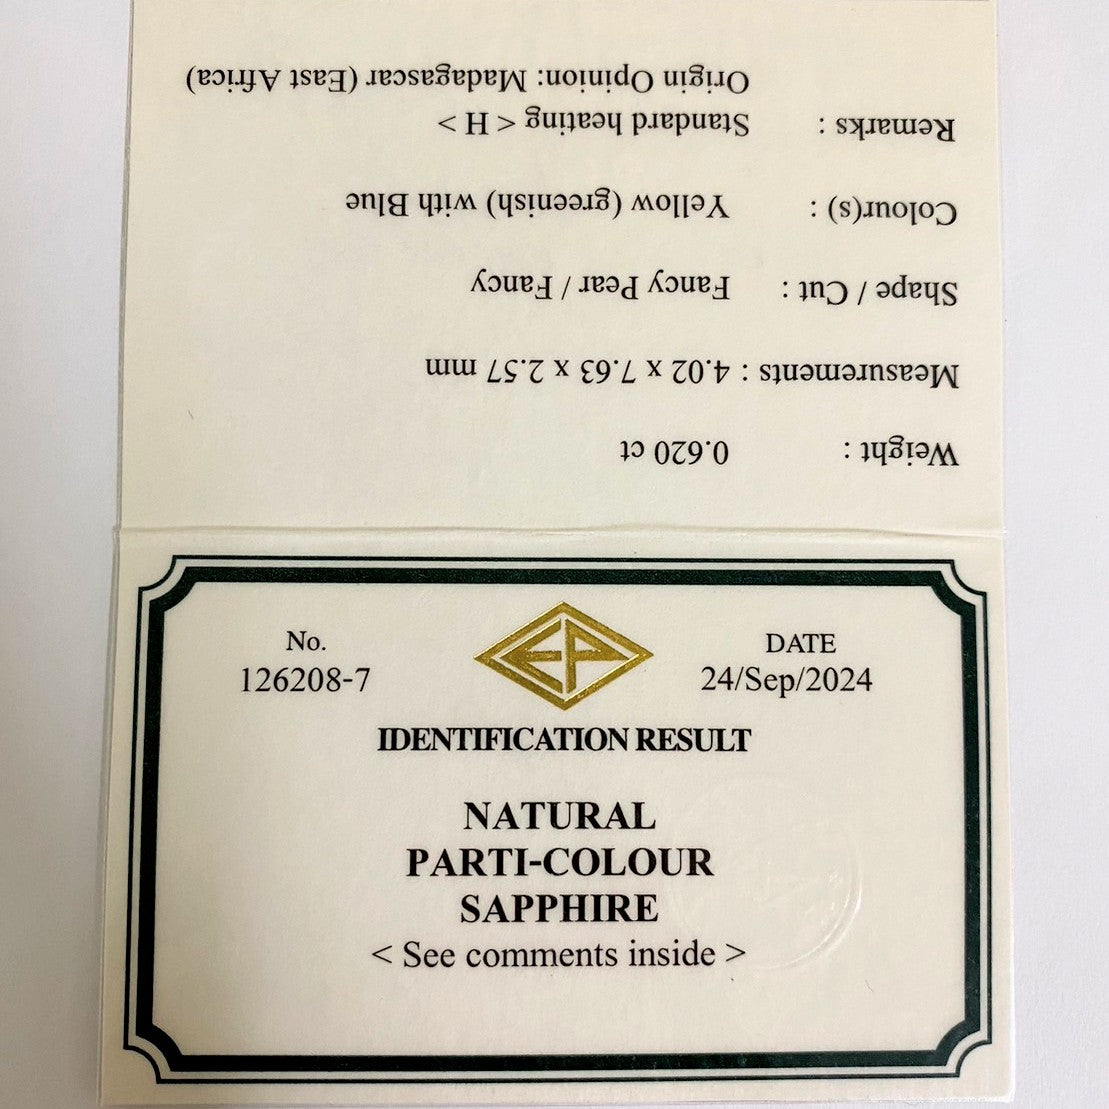 Weight : 0.620 ct
Measurements : 4.02 x 7.63 x 2.57 mm
Shape / Cut : Fancy Pear / Fancy
Colour(s) : Yellow (greenish) with Blue
Remarks : Standard heating < H >
Origin Opinion: Madagascar (East Africa)
No.
126208-7
EP
DATE
24/Sep/2024
IDENTIFICATION RESULT
NATURAL
PARTI-COLOUR
SAPPHIRE
< See comments inside >